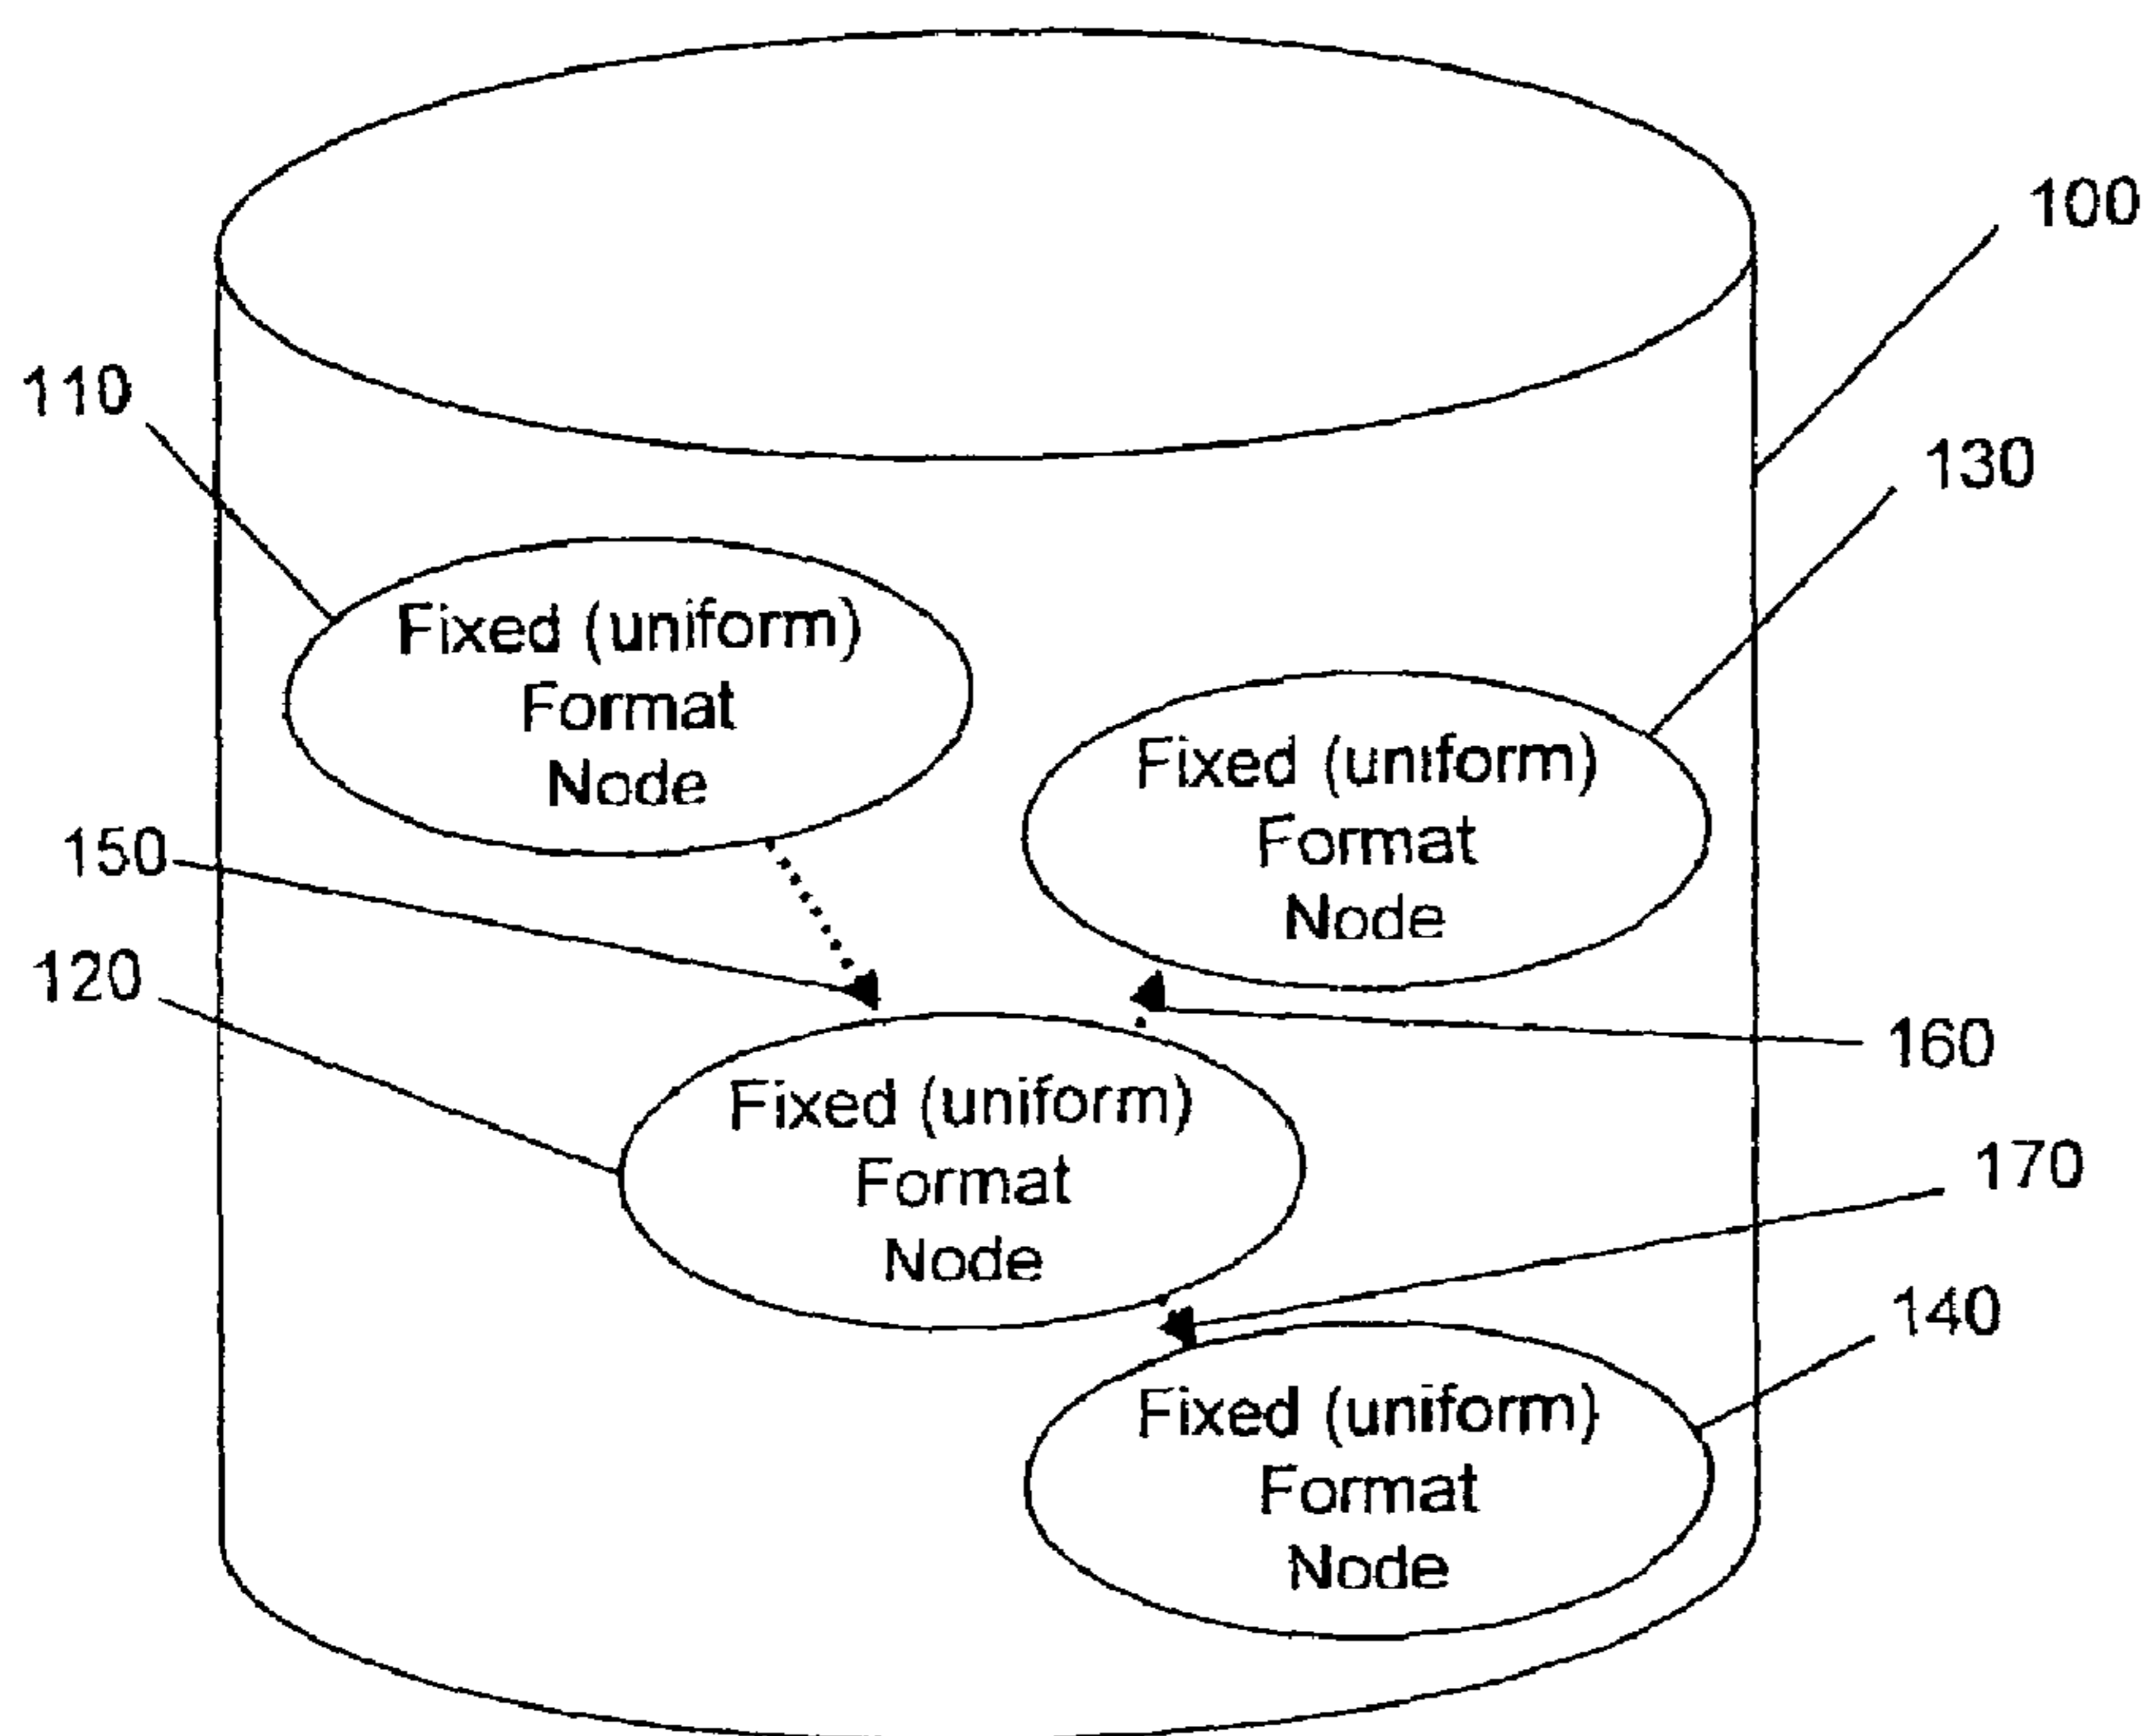 100
110
130
Fixed (uniform)
Format
Node
Fixed (uniform)
Format
Node
150
120
160
Fixed (uniform)
Format
Node
170
140
Fixed (uniform)
Format
Node